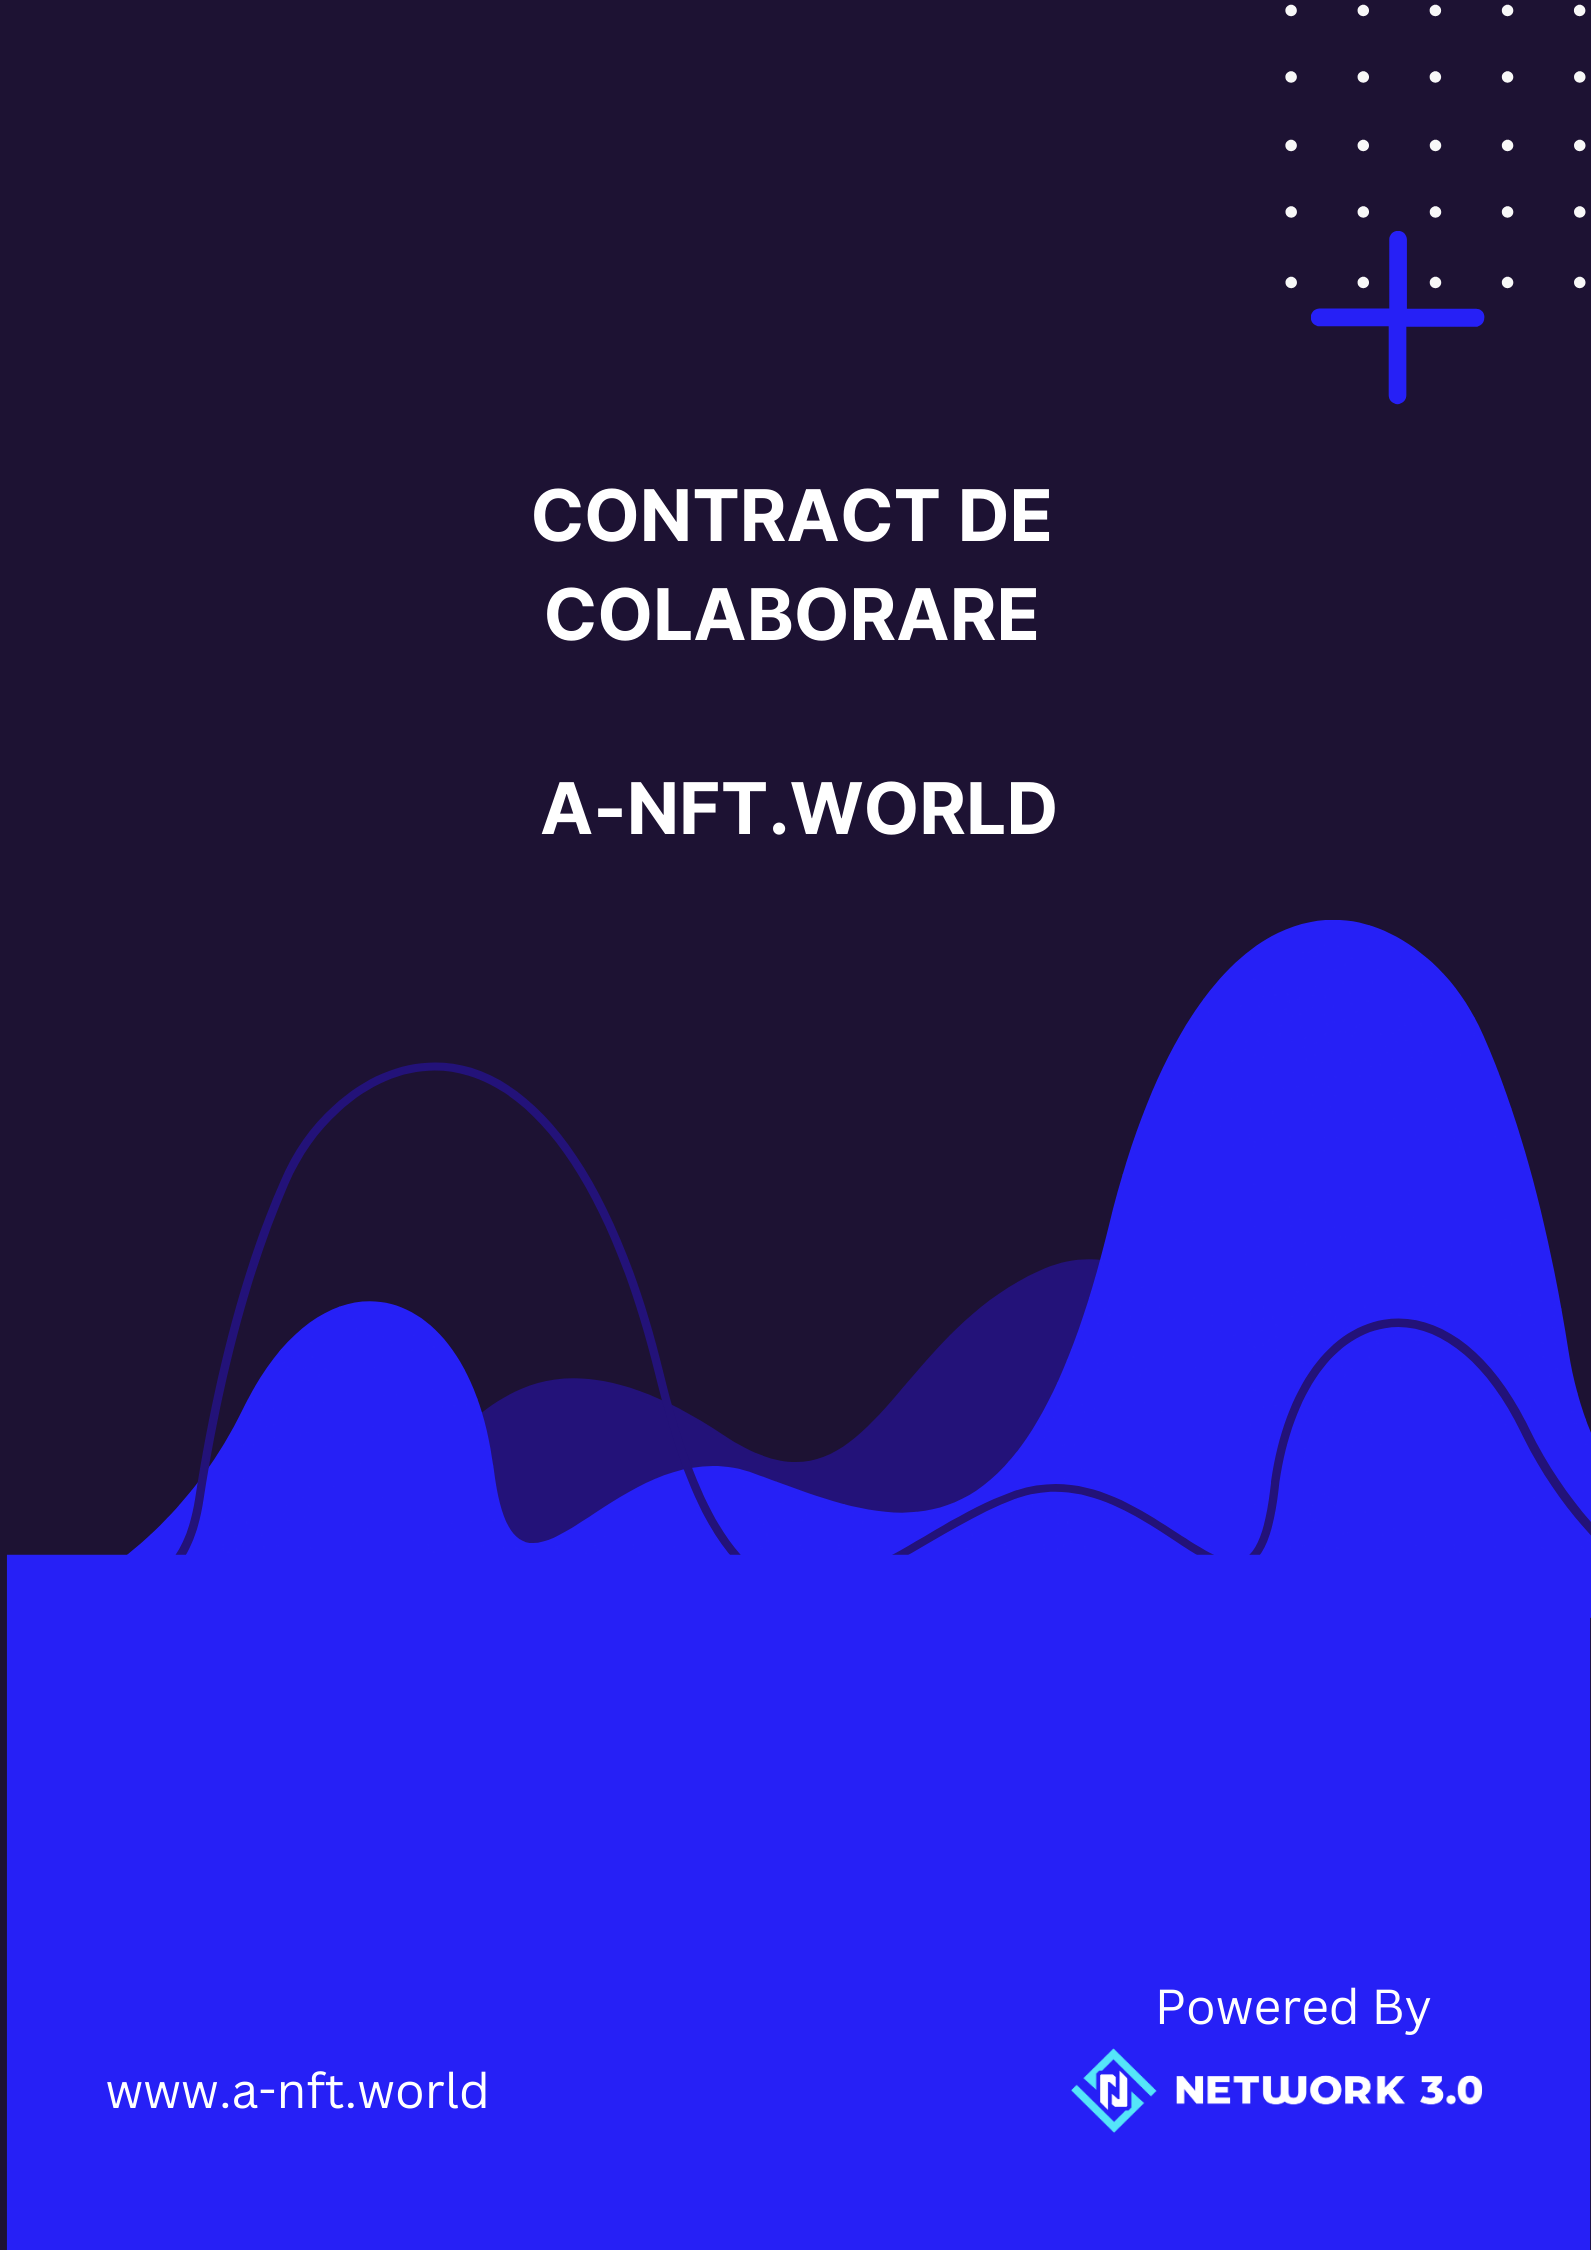 CONTRACT DE
COLABORARE
A-NFT.WORLD
Powered By
www.a-nft.world
NETWORK 3.0